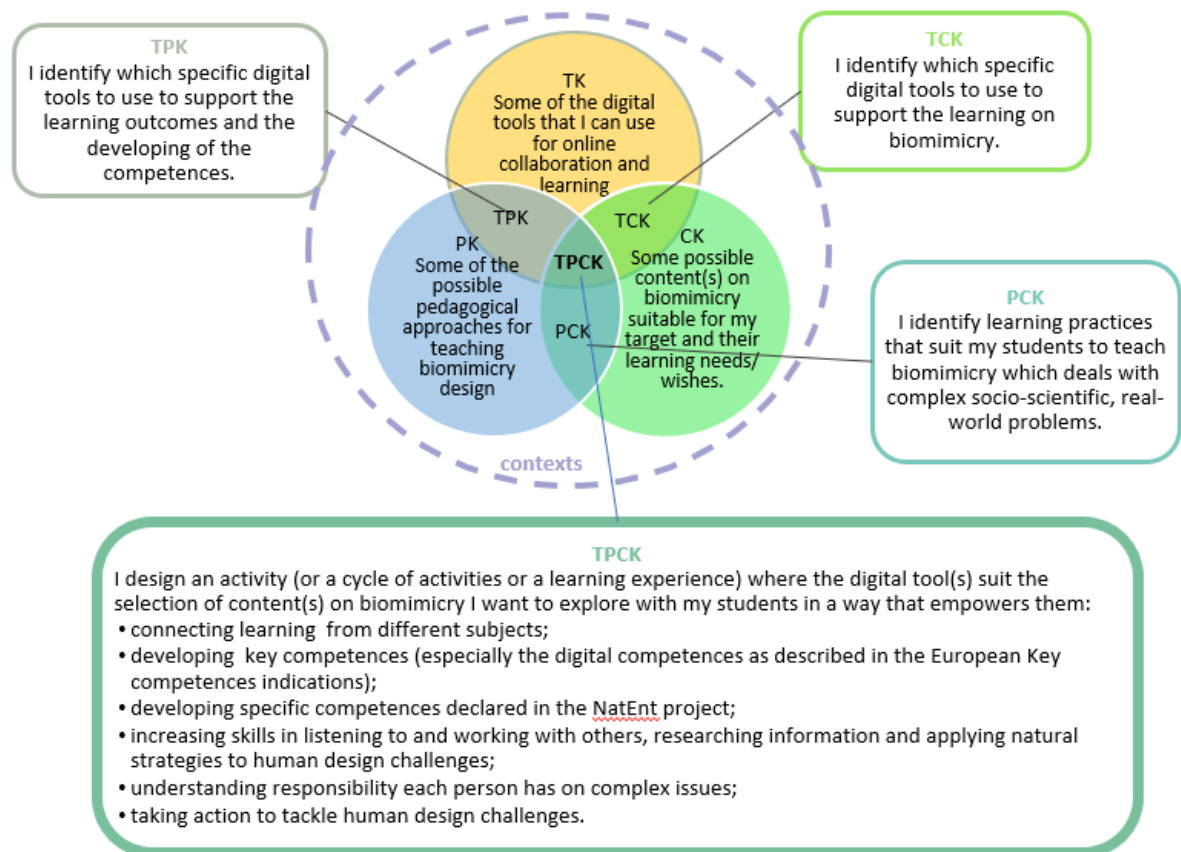 TPK
I identify which specific digital
tools to use to support the
learning outcomes and the
developing of the
competences.
TK
Some of the digital
tools that I can use
for online
collaboration and
learning
TCK
I identify which specific
digital tools to use to
support the learning on
biomimicry.
TPK
TCK
PK
Some of the
possible
pedagogical
approaches for
teaching
biomimicry
design
TPCK
PCK
CK
Some possible
content(s) on
biomimicry
suitable for my
target and their
learning needs/
wishes.
PCK
I identify learning practices
that suit my students to teach
biomimicry which deals with
complex socio-scientific, real-
world problems.
contexts
TPCK
I design an activity (or a cycle of activities or a learning experience) where the digital tool(s) suit the
selection of content(s) on biomimicry I want to explore with my students in a way that empowers them:
• connecting learning from different subjects;
• developing key competences (especially the digital competences as described in the European Key
competences indications);
• developing specific competences declared in the NatEnt project;
• increasing skills in listening to and working with others, researching information and applying natural
strategies to human design challenges;
• understanding responsibility each person has on complex issues;
• taking action to tackle human design challenges.